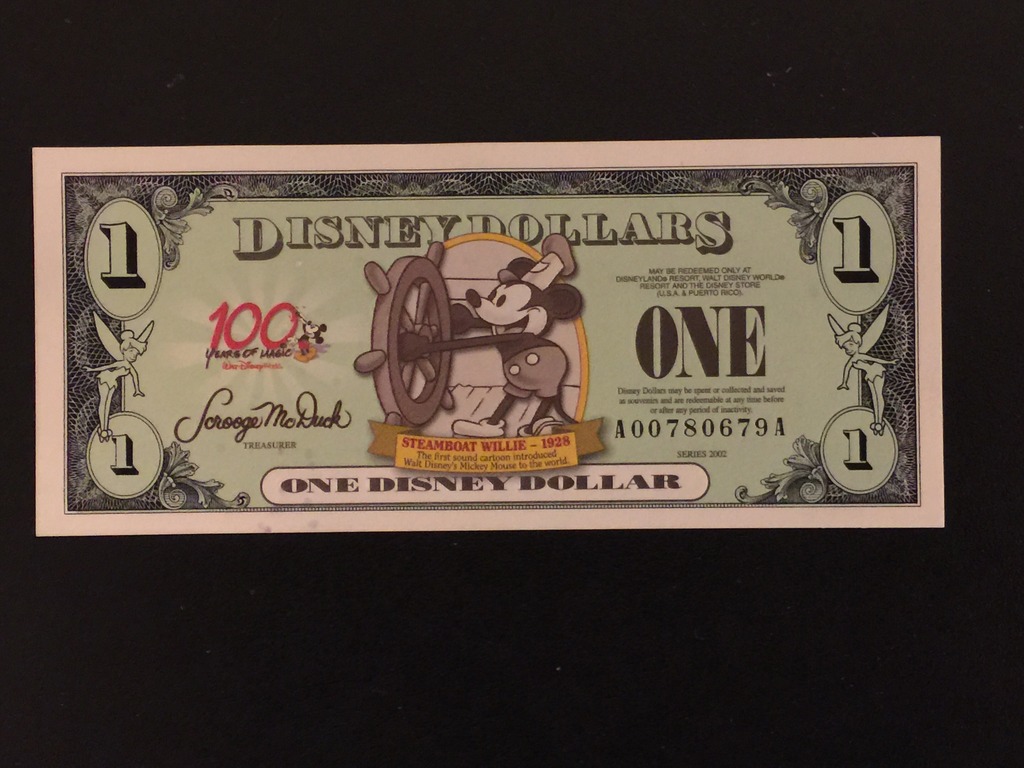 DISNEY DOLLARS
1
1
MAY BE REDEEMED ONLY AT
DISNEYLAND® RESORT, WALT DISNEY WORLD®
RESORT AND THE DISNEY STORE
(U.S.A. & PUERTO RICO).
100
YEARS OF MAGIC
Walt Disney World
ONE
Disney Dollars may be spent or collected and saved
as souvenirs and are redeemable at any time before
or after any period of inactivity.
Scrooge McDuck
TREASURER
A00780679A
SERIES 2002
STEAMBOAT WILLIE – 1928
The first sound cartoon introduced
Walt Disney's Mickey Mouse to the world.
1
1
ONE DISNEY DOLLAR